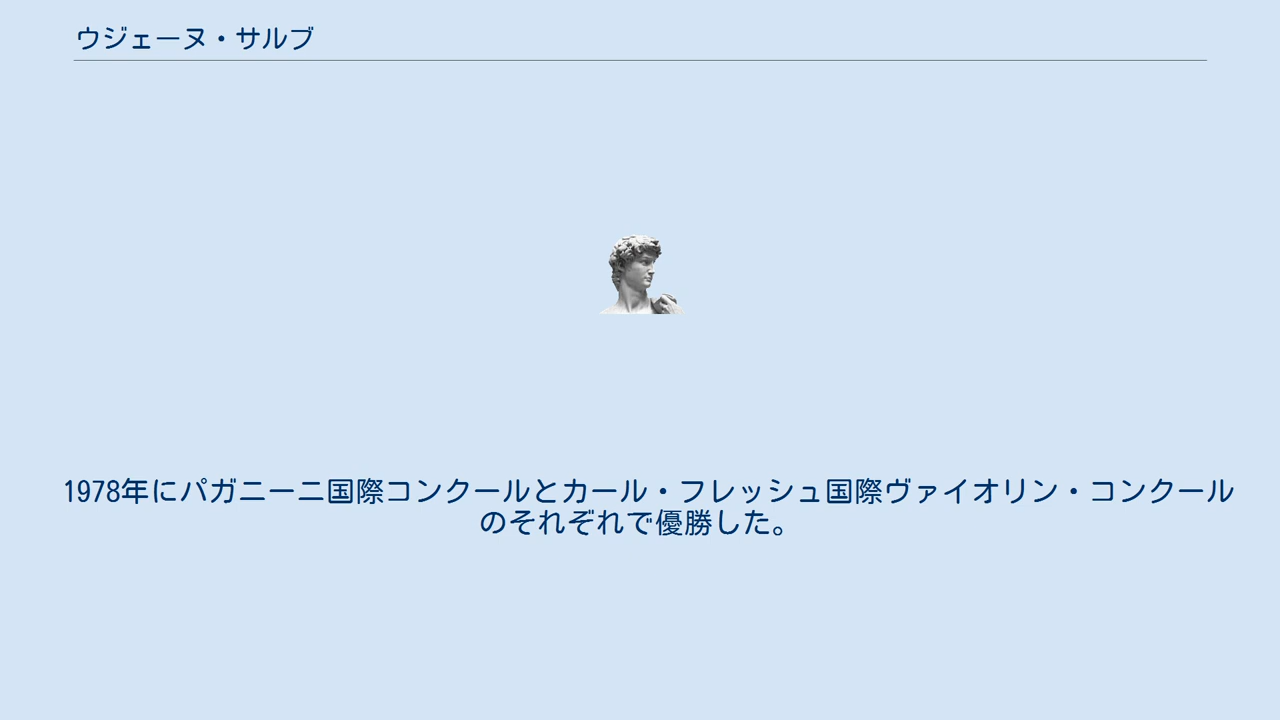 ウジェーヌ・サルブ
1978年にパガニーニ国際コンクールとカール・フレッシュ国際ヴァイオリン・コンクール
のそれぞれで優勝した。